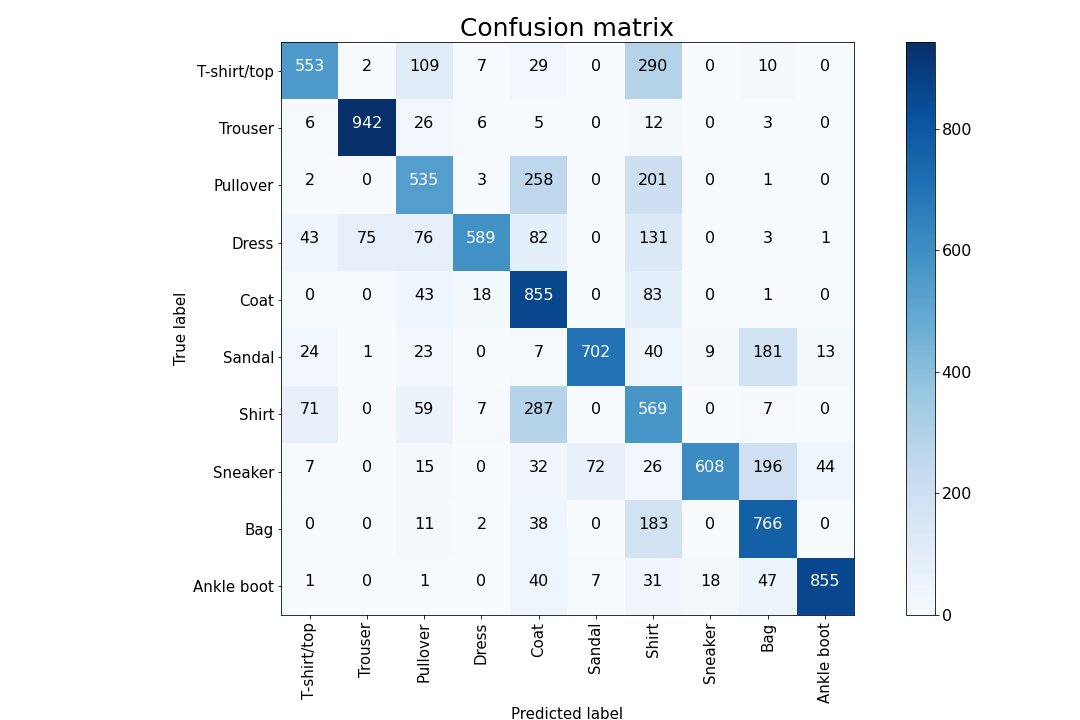 Confusion matrix
T-shirt/top 553 2 109 7 29 0 290 0 10 0
Trouser 6 942 26 6 5 0 12 0 3 0
Pullover 2 0 535 3 258 0 201 0 1 0
Dress 43 75 76 589 82 0 131 0 3 1
Coat 0 0 43 18 855 0 83 0 1 0
Sandal 24 1 23 0 7 702 40 9 181 13
Shirt 71 0 59 7 287 0 569 0 7 0
Sneaker 7 0 15 0 32 72 26 608 196 44
Bag 0 0 11 2 38 0 183 0 766 0
Ankle boot 1 0 1 0 40 7 31 18 47 855
True label
T-shirt/top
Trouser
Pullover
Dress
Coat
Sandal
Shirt
Sneaker
Bag
Ankle boot
Predicted label
800
600
400
200
0